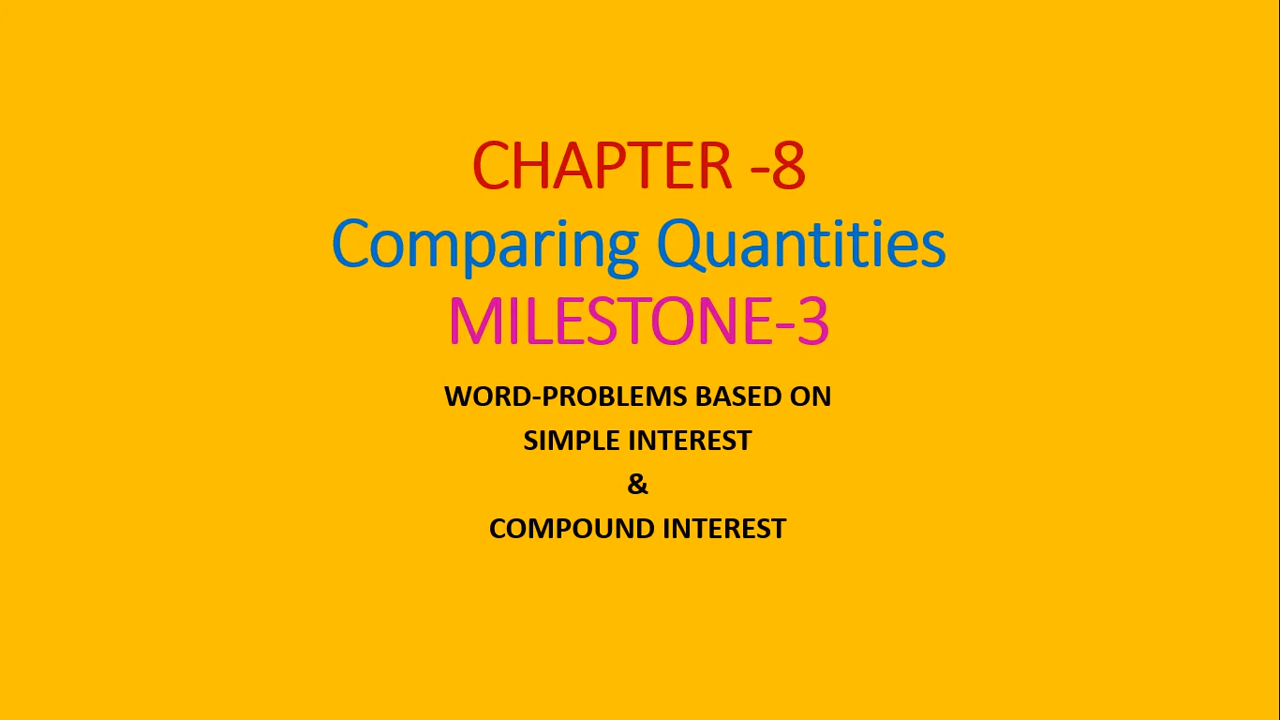 CHAPTER -8
Comparing Quantities
MILESTONE-3
WORD-PROBLEMS BASED ON
SIMPLE INTEREST
&
COMPOUND INTEREST